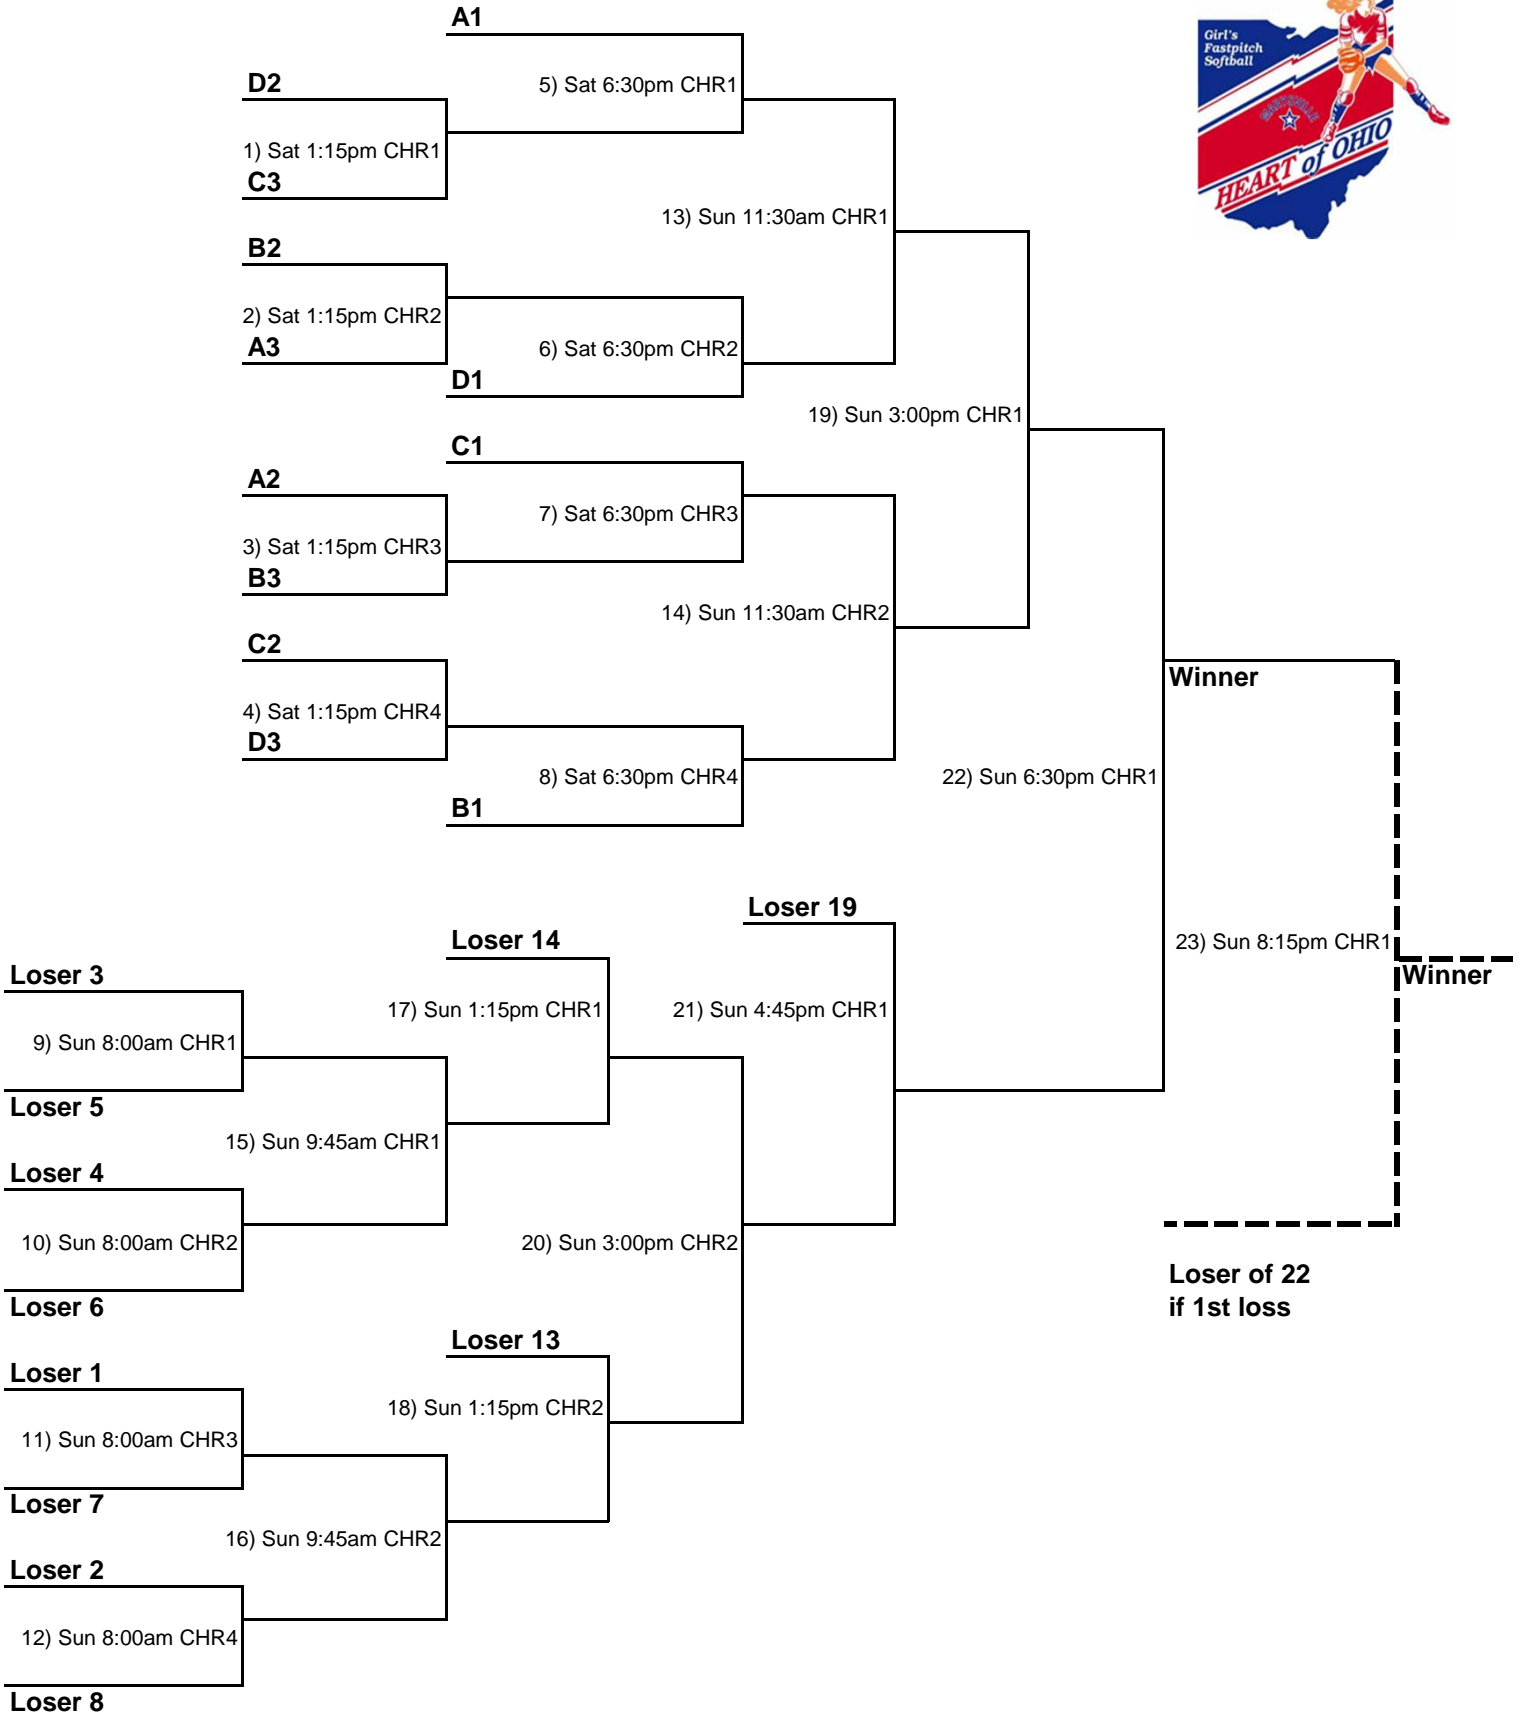 A1
Girl's
Fastpitch
Softball
MARYSVILLE
HEART of OHIO
D2
5) Sat 6:30pm CHR1
1) Sat 1:15pm CHR1
C3
13) Sun 11:30am CHR1
B2
2) Sat 1:15pm CHR2
A3
6) Sat 6:30pm CHR2
D1
19) Sun 3:00pm CHR1
C1
A2
7) Sat 6:30pm CHR3
3) Sat 1:15pm CHR3
B3
14) Sun 11:30am CHR2
C2
Winner
4) Sat 1:15pm CHR4
D3
8) Sat 6:30pm CHR4
22) Sun 6:30pm CHR1
B1
Loser 19
Loser 14
23) Sun 8:15pm CHR1
Loser 3
Winner
17) Sun 1:15pm CHR1
21) Sun 4:45pm CHR1
9) Sun 8:00am CHR1
Loser 5
15) Sun 9:45am CHR1
Loser 4
10) Sun 8:00am CHR2
20) Sun 3:00pm CHR2
Loser of 22
if 1st loss
Loser 6
Loser 13
Loser 1
18) Sun 1:15pm CHR2
11) Sun 8:00am CHR3
Loser 7
16) Sun 9:45am CHR2
Loser 2
12) Sun 8:00am CHR4
Loser 8